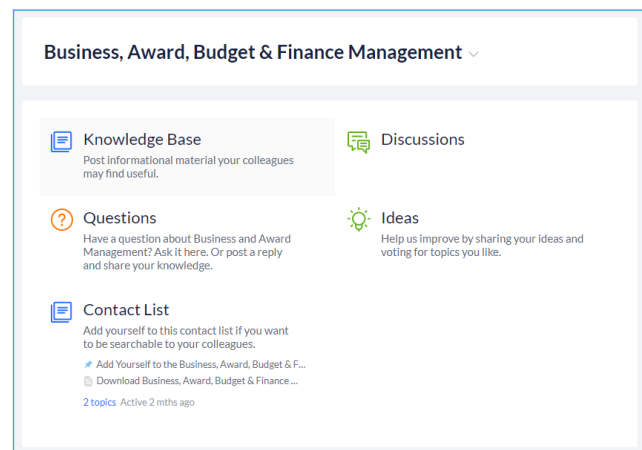 Business, Award, Budget & Finance Management
Knowledge Base
Post informational material your colleagues
may find useful.
Discussions
Questions
Have a question about Business and Award
Management? Ask it here. Or post a reply
and share your knowledge.
Ideas
Help us improve by sharing your ideas and
voting for topics you like.
Contact List
Add yourself to this contact list if you want
to be searchable to your colleagues.
Add Yourself to the Business, Award, Budget & F...
Download Business, Award, Budget & Finance ...
2 topics Active 2 mths ago